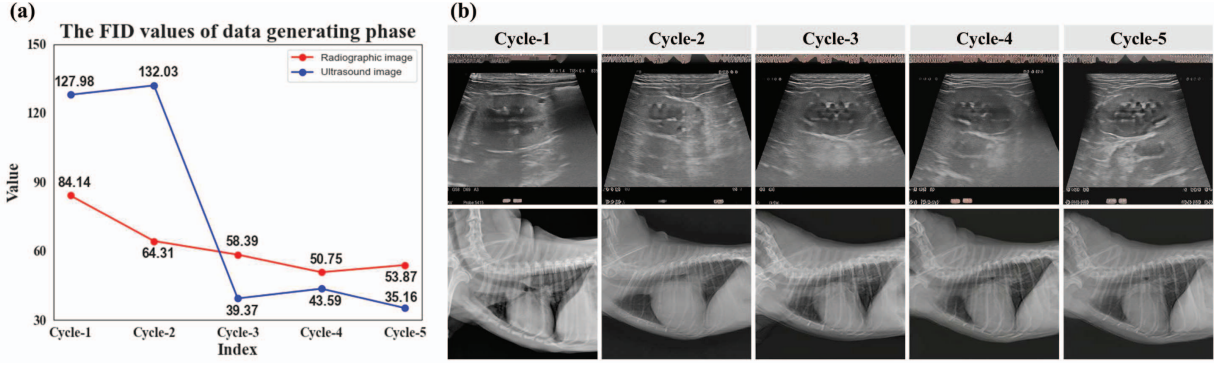 (a)
The FID values of data generating phase
Radiographic image
Ultrasound image
150
120
90
60
30
Value
127.98
132.03
84.14
64.31
58.39
50.75
53.87
39.37
43.59
35.16
Cycle-1 Cycle-2 Cycle-3 Cycle-4 Cycle-5
Index
(b)
Cycle-1 Cycle-2 Cycle-3 Cycle-4 Cycle-5